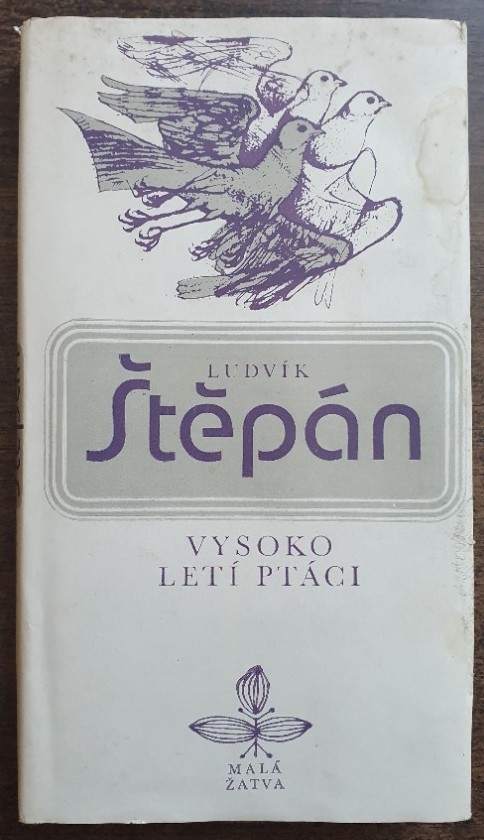 LUDVÍK
Štěpán
VYSOKO
LETÍ PTÁCI
MALÁ
ŽATVA